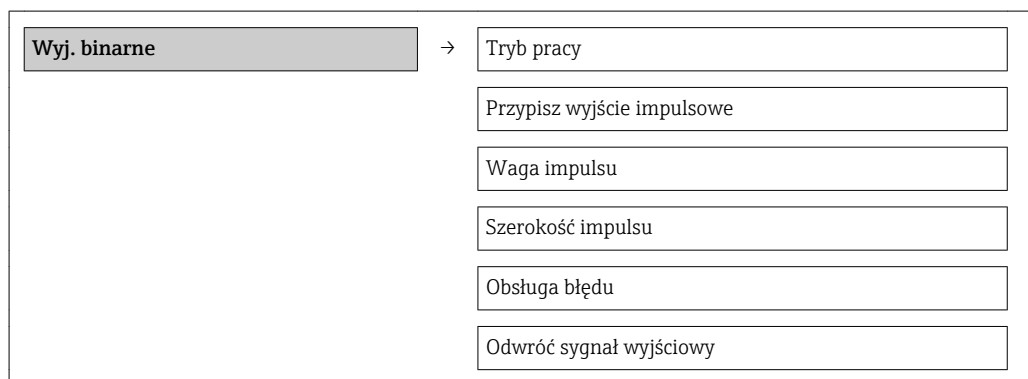 Wyj. binarne → Tryb pracy
Przypisz wyjście impulsowe
Waga impulsu
Szerokość impulsu
Obsługa błędu
Odwróć sygnał wyjściowy